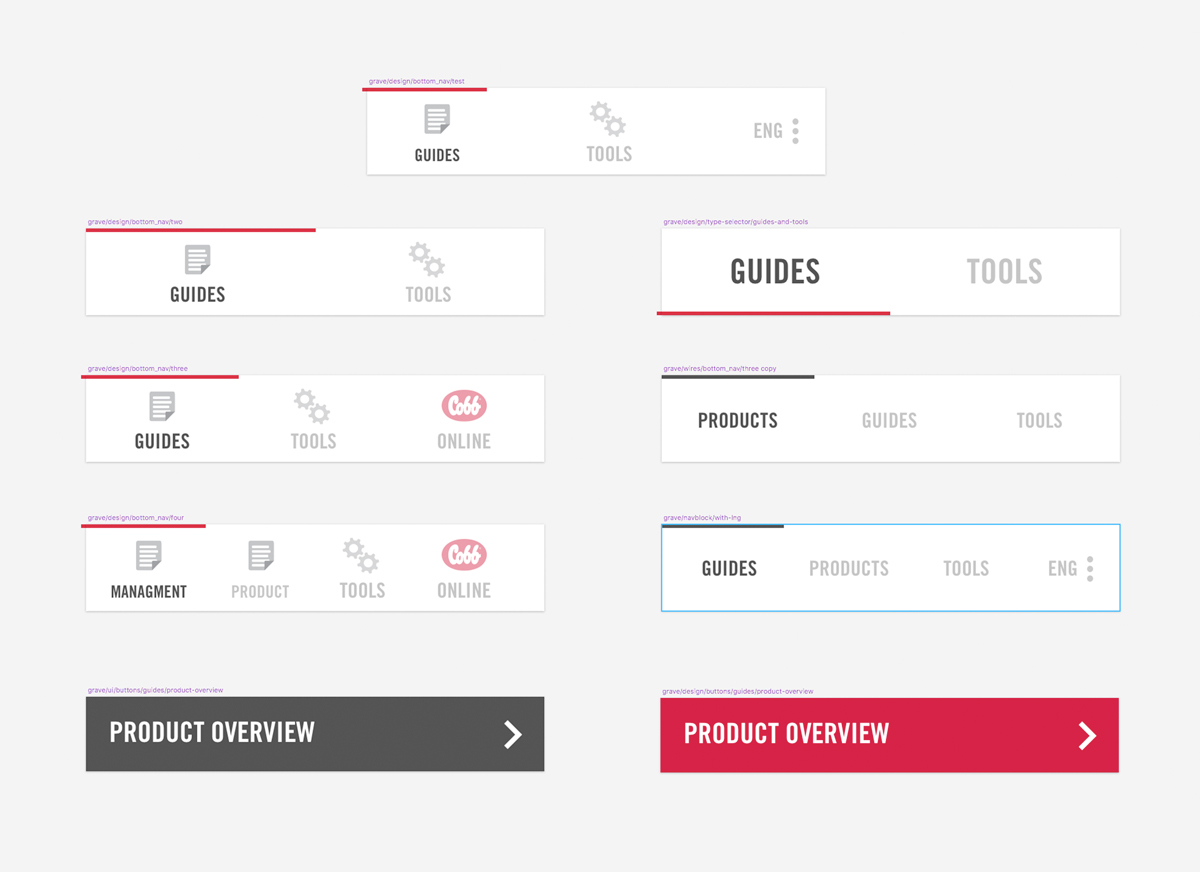 grave/design/bottom_nav/test
GUIDES
TOOLS
ENG
grave/design/bottom_nav/two
GUIDES
TOOLS
grave/design/type-selector/guides-and-tools
GUIDES
TOOLS
grave/design/bottom_nav/three
GUIDES
TOOLS
Cobb
ONLINE
grave/wires/bottom_nav/three copy
PRODUCTS
GUIDES
TOOLS
grave/design/bottom_nav/four
MANAGMENT
PRODUCT
TOOLS
Cobb
ONLINE
grave/navblock/with-lng
GUIDES
PRODUCTS
TOOLS
ENG
grave/ui/buttons/guides/product-overview
PRODUCT OVERVIEW
grave/design/buttons/guides/product-overview
PRODUCT OVERVIEW